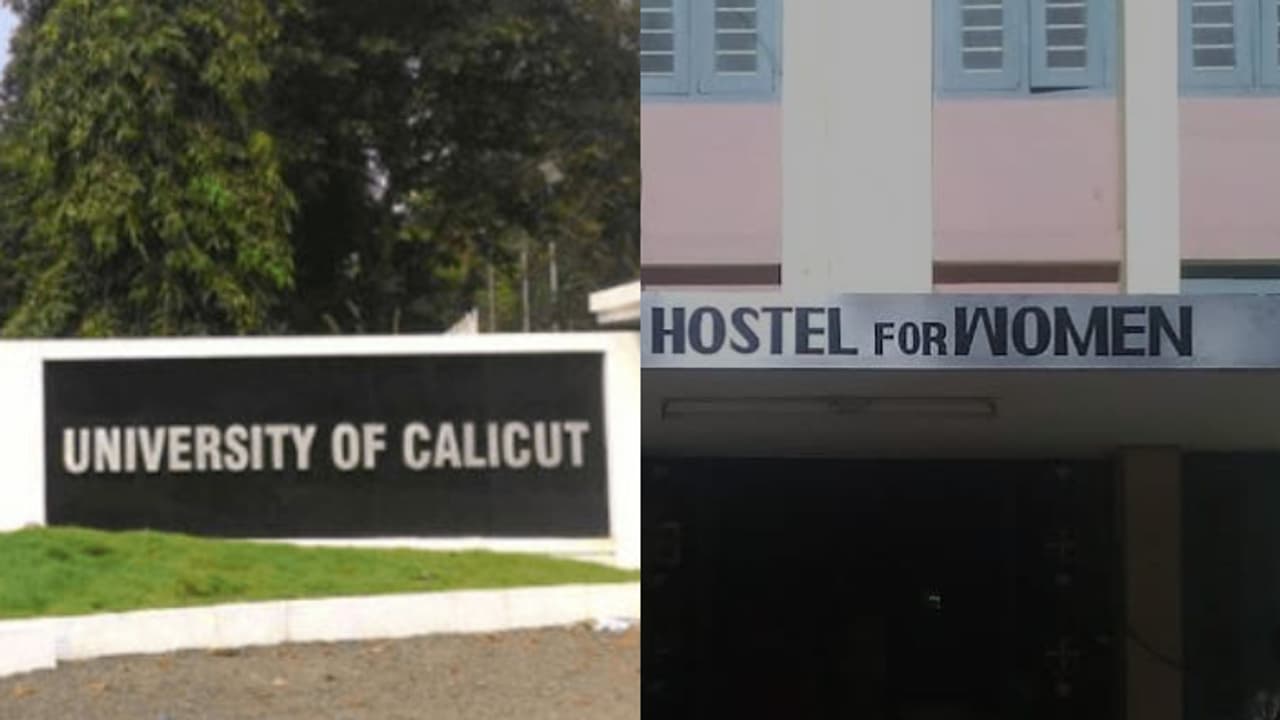 UNIVERSITY OF CALICUT
HOSTEL FOR WOMEN